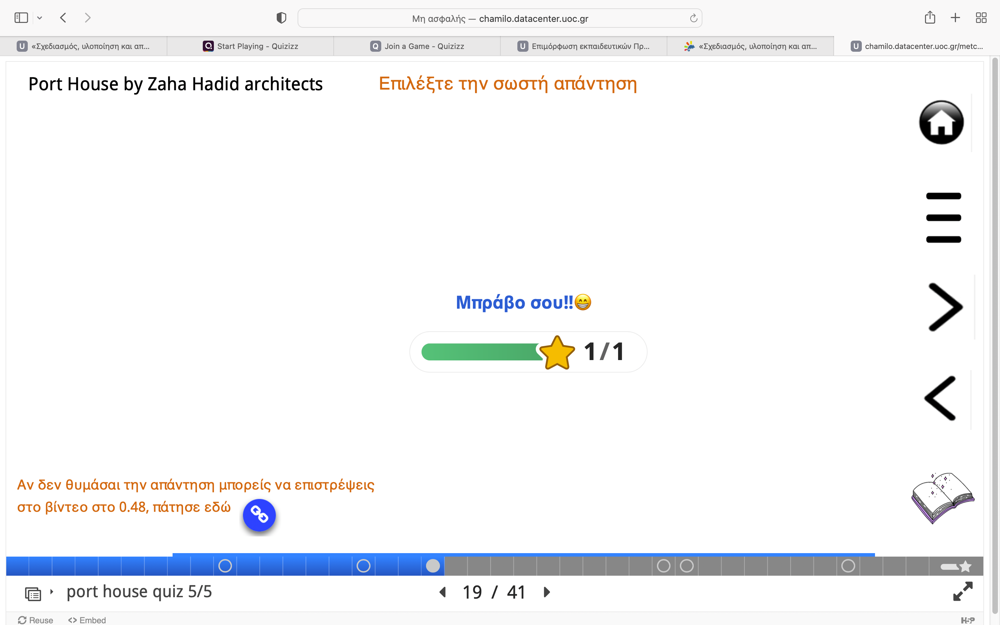 Μη ασφαλής — chamilo.datacenter.uoc.gr
U «Σχεδιασμός, υλοποίηση και απ...
Start Playing - Quizizz
Q Join a Game - Quizizz
U Επιμόρφωση εκπαιδευτικών Πρ...
«Σχεδιασμός, υλοποίηση και απ...
U chamilo.datacenter.uoc.gr/metc...
Port House by Zaha Hadid architects
Επιλέξτε την σωστή απάντηση
Μπράβο σου!!😁
1/1
Αν δεν θυμάσαι την απάντηση μπορείς να επιστρέψεις
στο βίντεο στο 0.48, πάτησε εδώ
port house quiz 5/5
19 / 41
Reuse
<> Embed
H5P